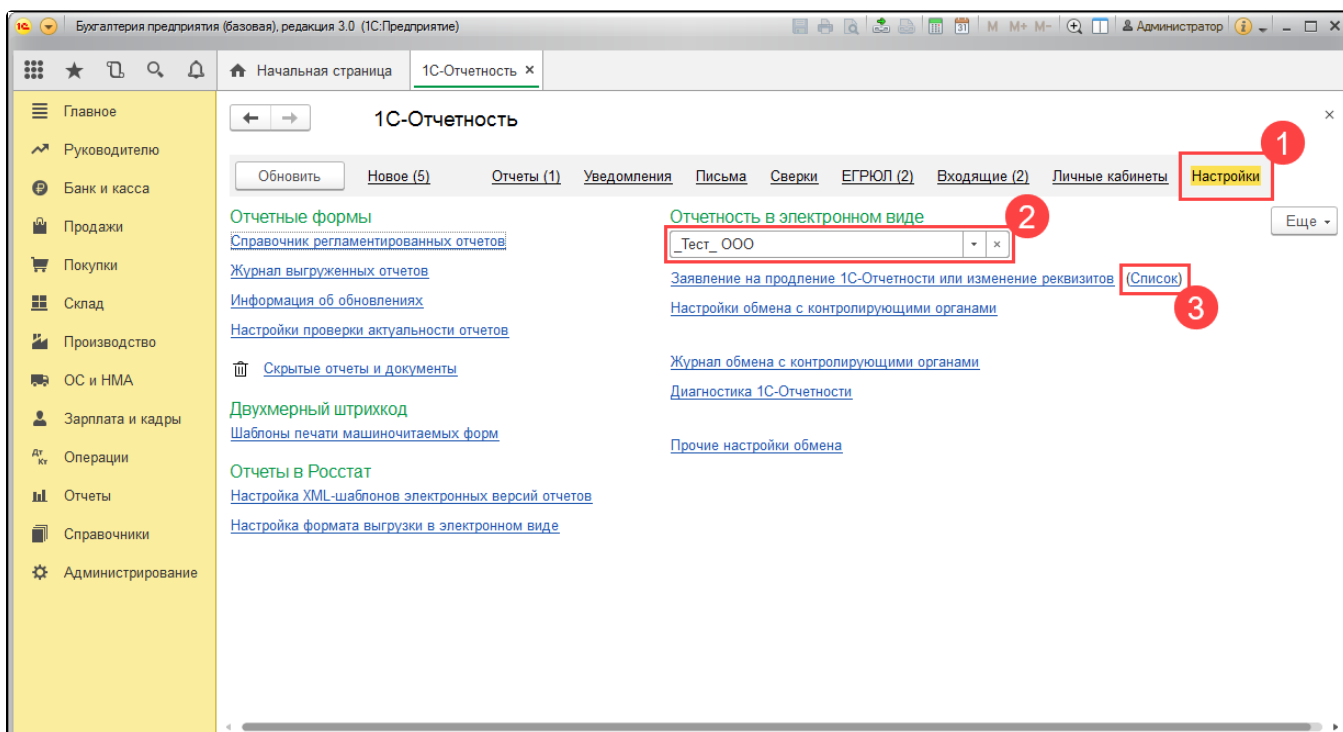 1С Бухгалтерия предприятия (базовая), редакция 3.0 (1С:Предприятие) 31 M M+ M- Администратор i
Начальная страница 1С-Отчетность ×
Главное
Руководителю
Банк и касса
Продажи
Покупки
Склад
Производство
ОС и НМА
Зарплата и кадры
Дт Кт Операции
Отчеты
Справочники
Администрирование
1С-Отчетность
1
Обновить Новое (5) Отчеты (1) Уведомления Письма Сверки ЕГРЮЛ (2) Входящие (2) Личные кабинеты Настройки
Еще
Отчетные формы
Справочник регламентированных отчетов
Журнал выгруженных отчетов
Информация об обновлениях
Настройки проверки актуальности отчетов
Скрытые отчеты и документы
Двухмерный штрихкод
Шаблоны печати машиночитаемых форм
Отчеты в Росстат
Настройка XML-шаблонов электронных версий отчетов
Настройка формата выгрузки в электронном виде
Отчетность в электронном виде
2
_Тест_ ООО
Заявление на продление 1С-Отчетности или изменение реквизитов (Список)
3
Настройки обмена с контролирующими органами
Журнал обмена с контролирующими органами
Диагностика 1С-Отчетности
Прочие настройки обмена